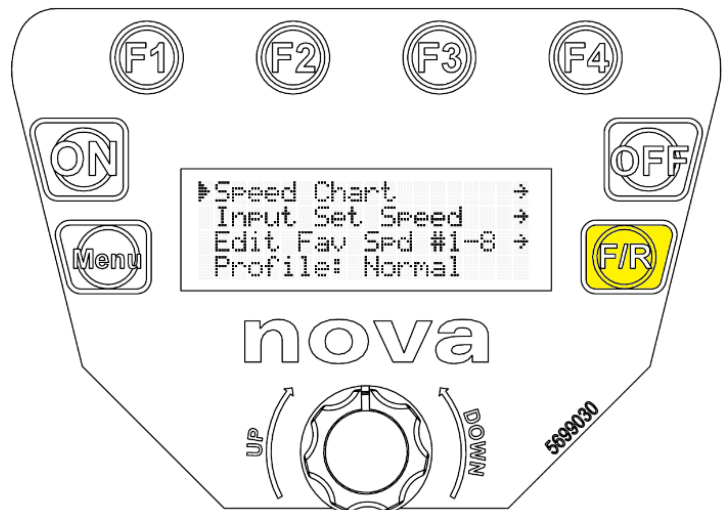 F1 F2 F3 F4
ON OFF
Speed Chart →
Input Set Speed →
Edit Fav Spd #1-8 →
Profile: Normal
Menu F/R
nova
UP DOWN
5699030